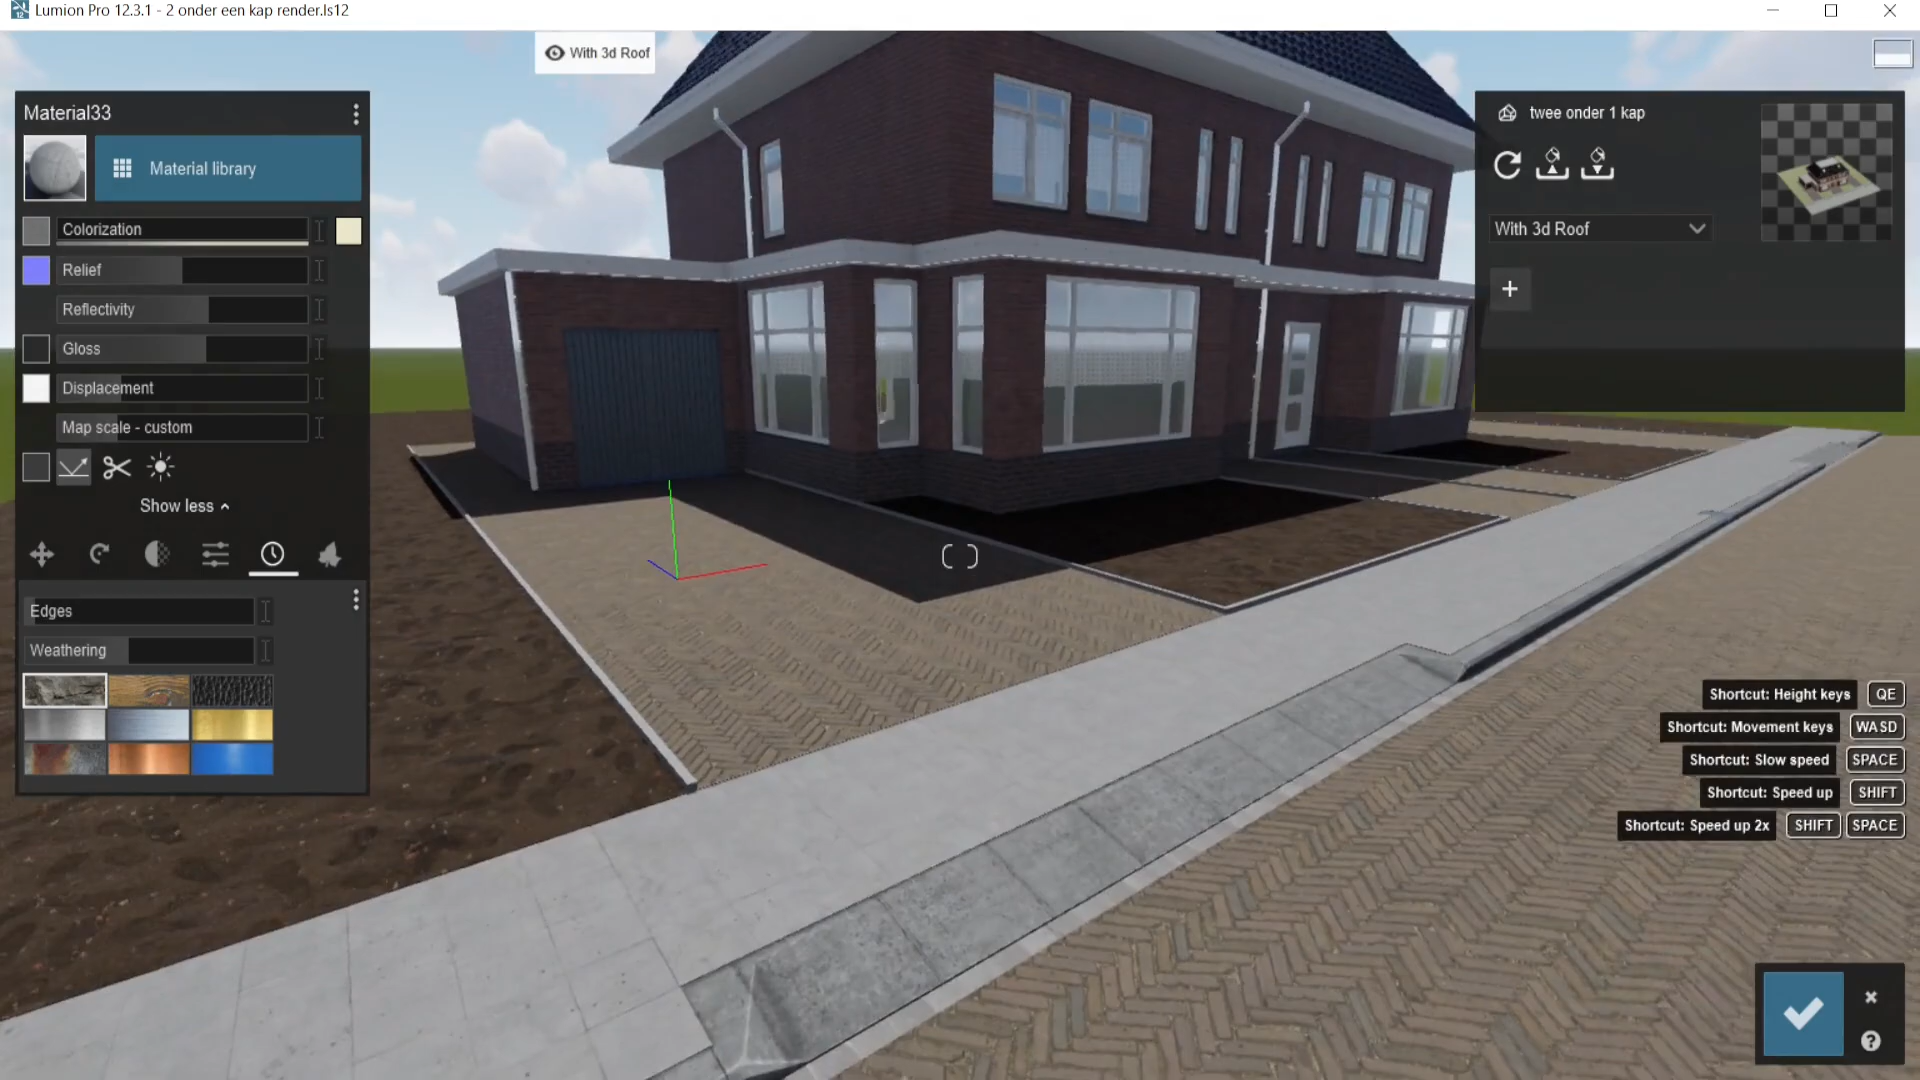 Lumion Pro 12.3.1 - 2 onder een kap render.ls12
With 3d Roof
Material33
Material library
Colorization
Relief
Reflectivity
Gloss
Displacement
Map scale - custom
Show less
Edges
Weathering
twee onder 1 kap
With 3d Roof
+
Shortcut: Height keys QE
Shortcut: Movement keys WASD
Shortcut: Slow speed SPACE
Shortcut: Speed up SHIFT
Shortcut: Speed up 2x SHIFT SPACE
?